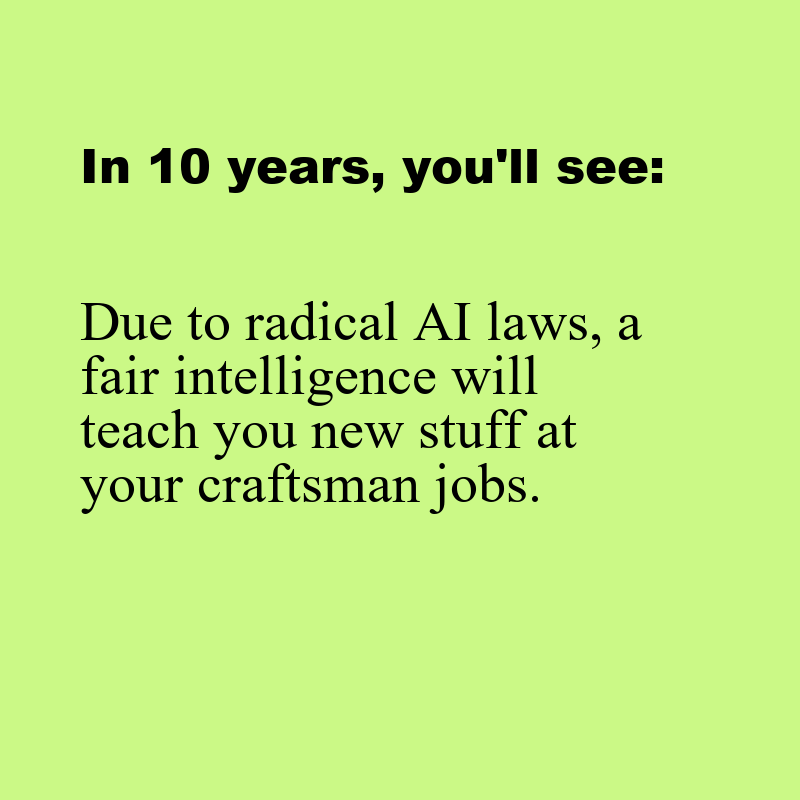 In 10 years, you'll see:
Due to radical AI laws, a
fair intelligence will
teach you new stuff at
your craftsman jobs.